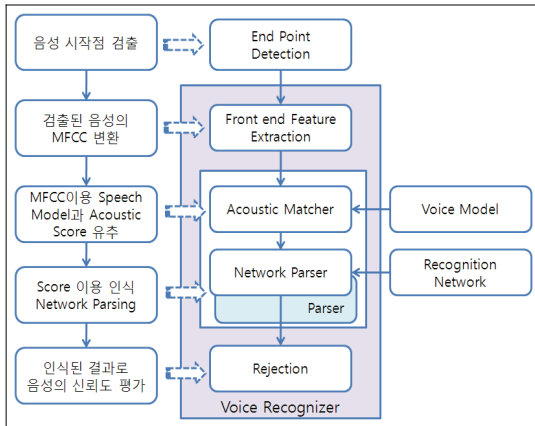 음성 시작점 검출
End Point
Detection
검출된 음성의
MFCC 변환
Front end Feature
Extraction
MFCC이용 Speech
Model과 Acoustic
Score 유추
Acoustic Matcher
Voice Model
Score 이용 인식
Network Parsing
Network Parser
Recognition
Network
Parser
인식된 결과로
음성의 신뢰도 평가
Rejection
Voice Recognizer